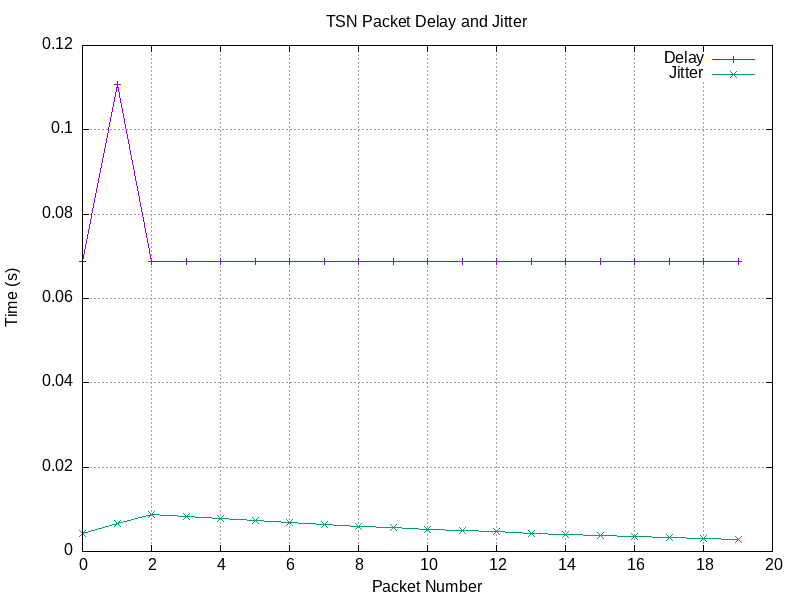 TSN Packet Delay and Jitter
0.12
0.1
0.08
0.06
0.04
0.02
0
Time (s)
Delay
Jitter
0 2 4 6 8 10 12 14 16 18 20
Packet Number